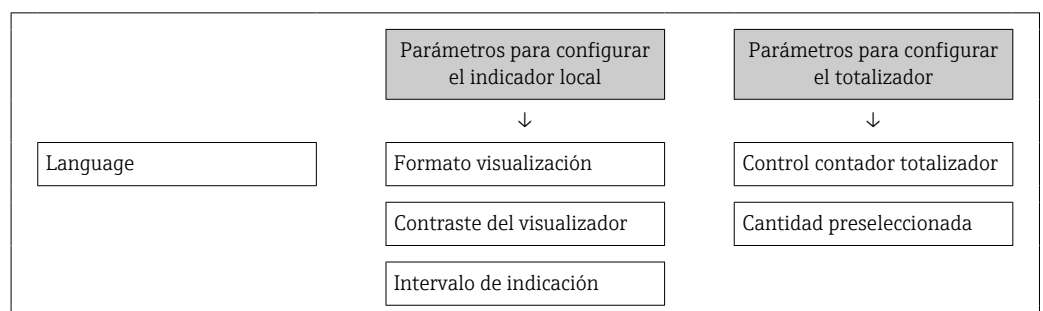 Parámetros para configurar
el indicador local
Parámetros para configurar
el totalizador
↓
↓
Language
Formato visualización
Control contador totalizador
Contraste del visualizador
Cantidad preseleccionada
Intervalo de indicación